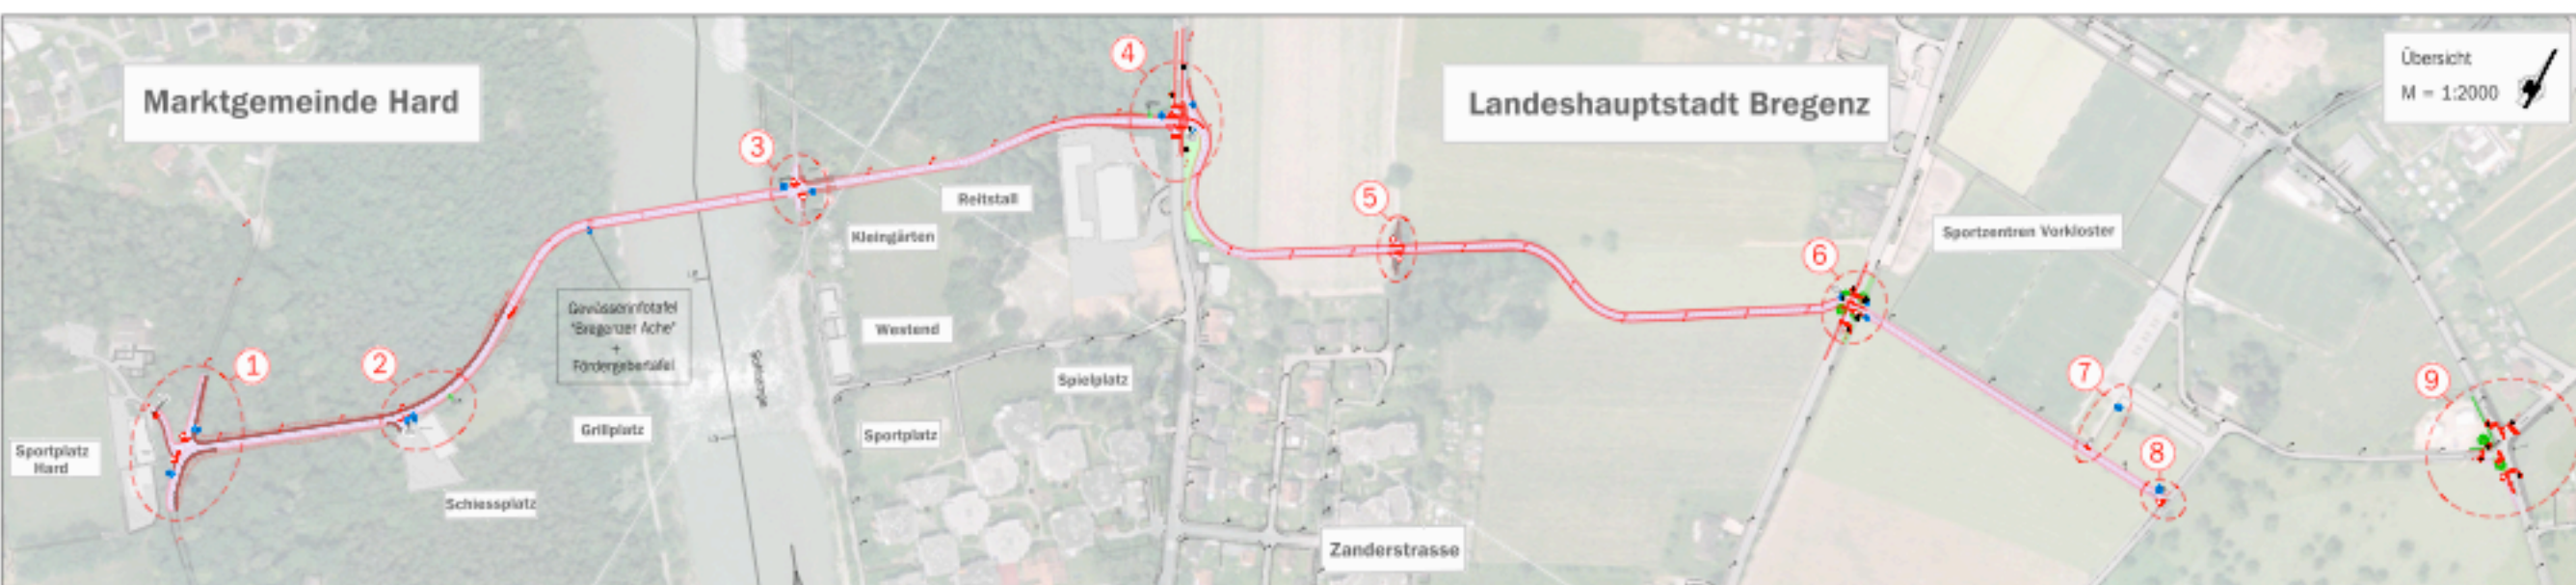 Marktgemeinde Hard
Landeshauptstadt Bregenz
Übersicht
M = 1:2000
1
2
3
4
5
6
7
8
9
Reitstall
Kleingärten
Westend
Spielplatz
Sportplatz
Sportzentren Vorkloster
Gewässerinfotafel
"Bregenzer Ache"
+
Fördergebertafel
Grillplatz
Schiessplatz
Sportplatz
Hard
Zanderstrasse